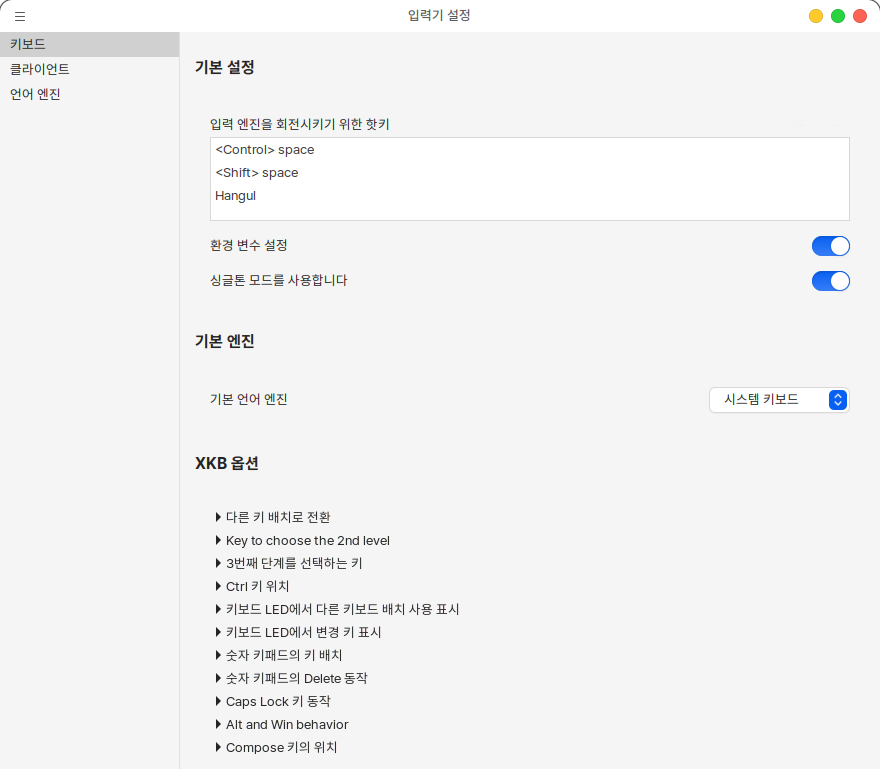 입력기 설정
키보드
클라이언트
언어 엔진
기본 설정
입력 엔진을 회전시키기 위한 핫키
<Control> space
<Shift> space
Hangul
환경 변수 설정
싱글톤 모드를 사용합니다
기본 엔진
기본 언어 엔진
시스템 키보드
XKB 옵션
다른 키 배치로 전환
Key to choose the 2nd level
3번째 단계를 선택하는 키
Ctrl 키 위치
키보드 LED에서 다른 키보드 배치 사용 표시
키보드 LED에서 변경 키 표시
숫자 키패드의 키 배치
숫자 키패드의 Delete 동작
Caps Lock 키 동작
Alt and Win behavior
Compose 키의 위치